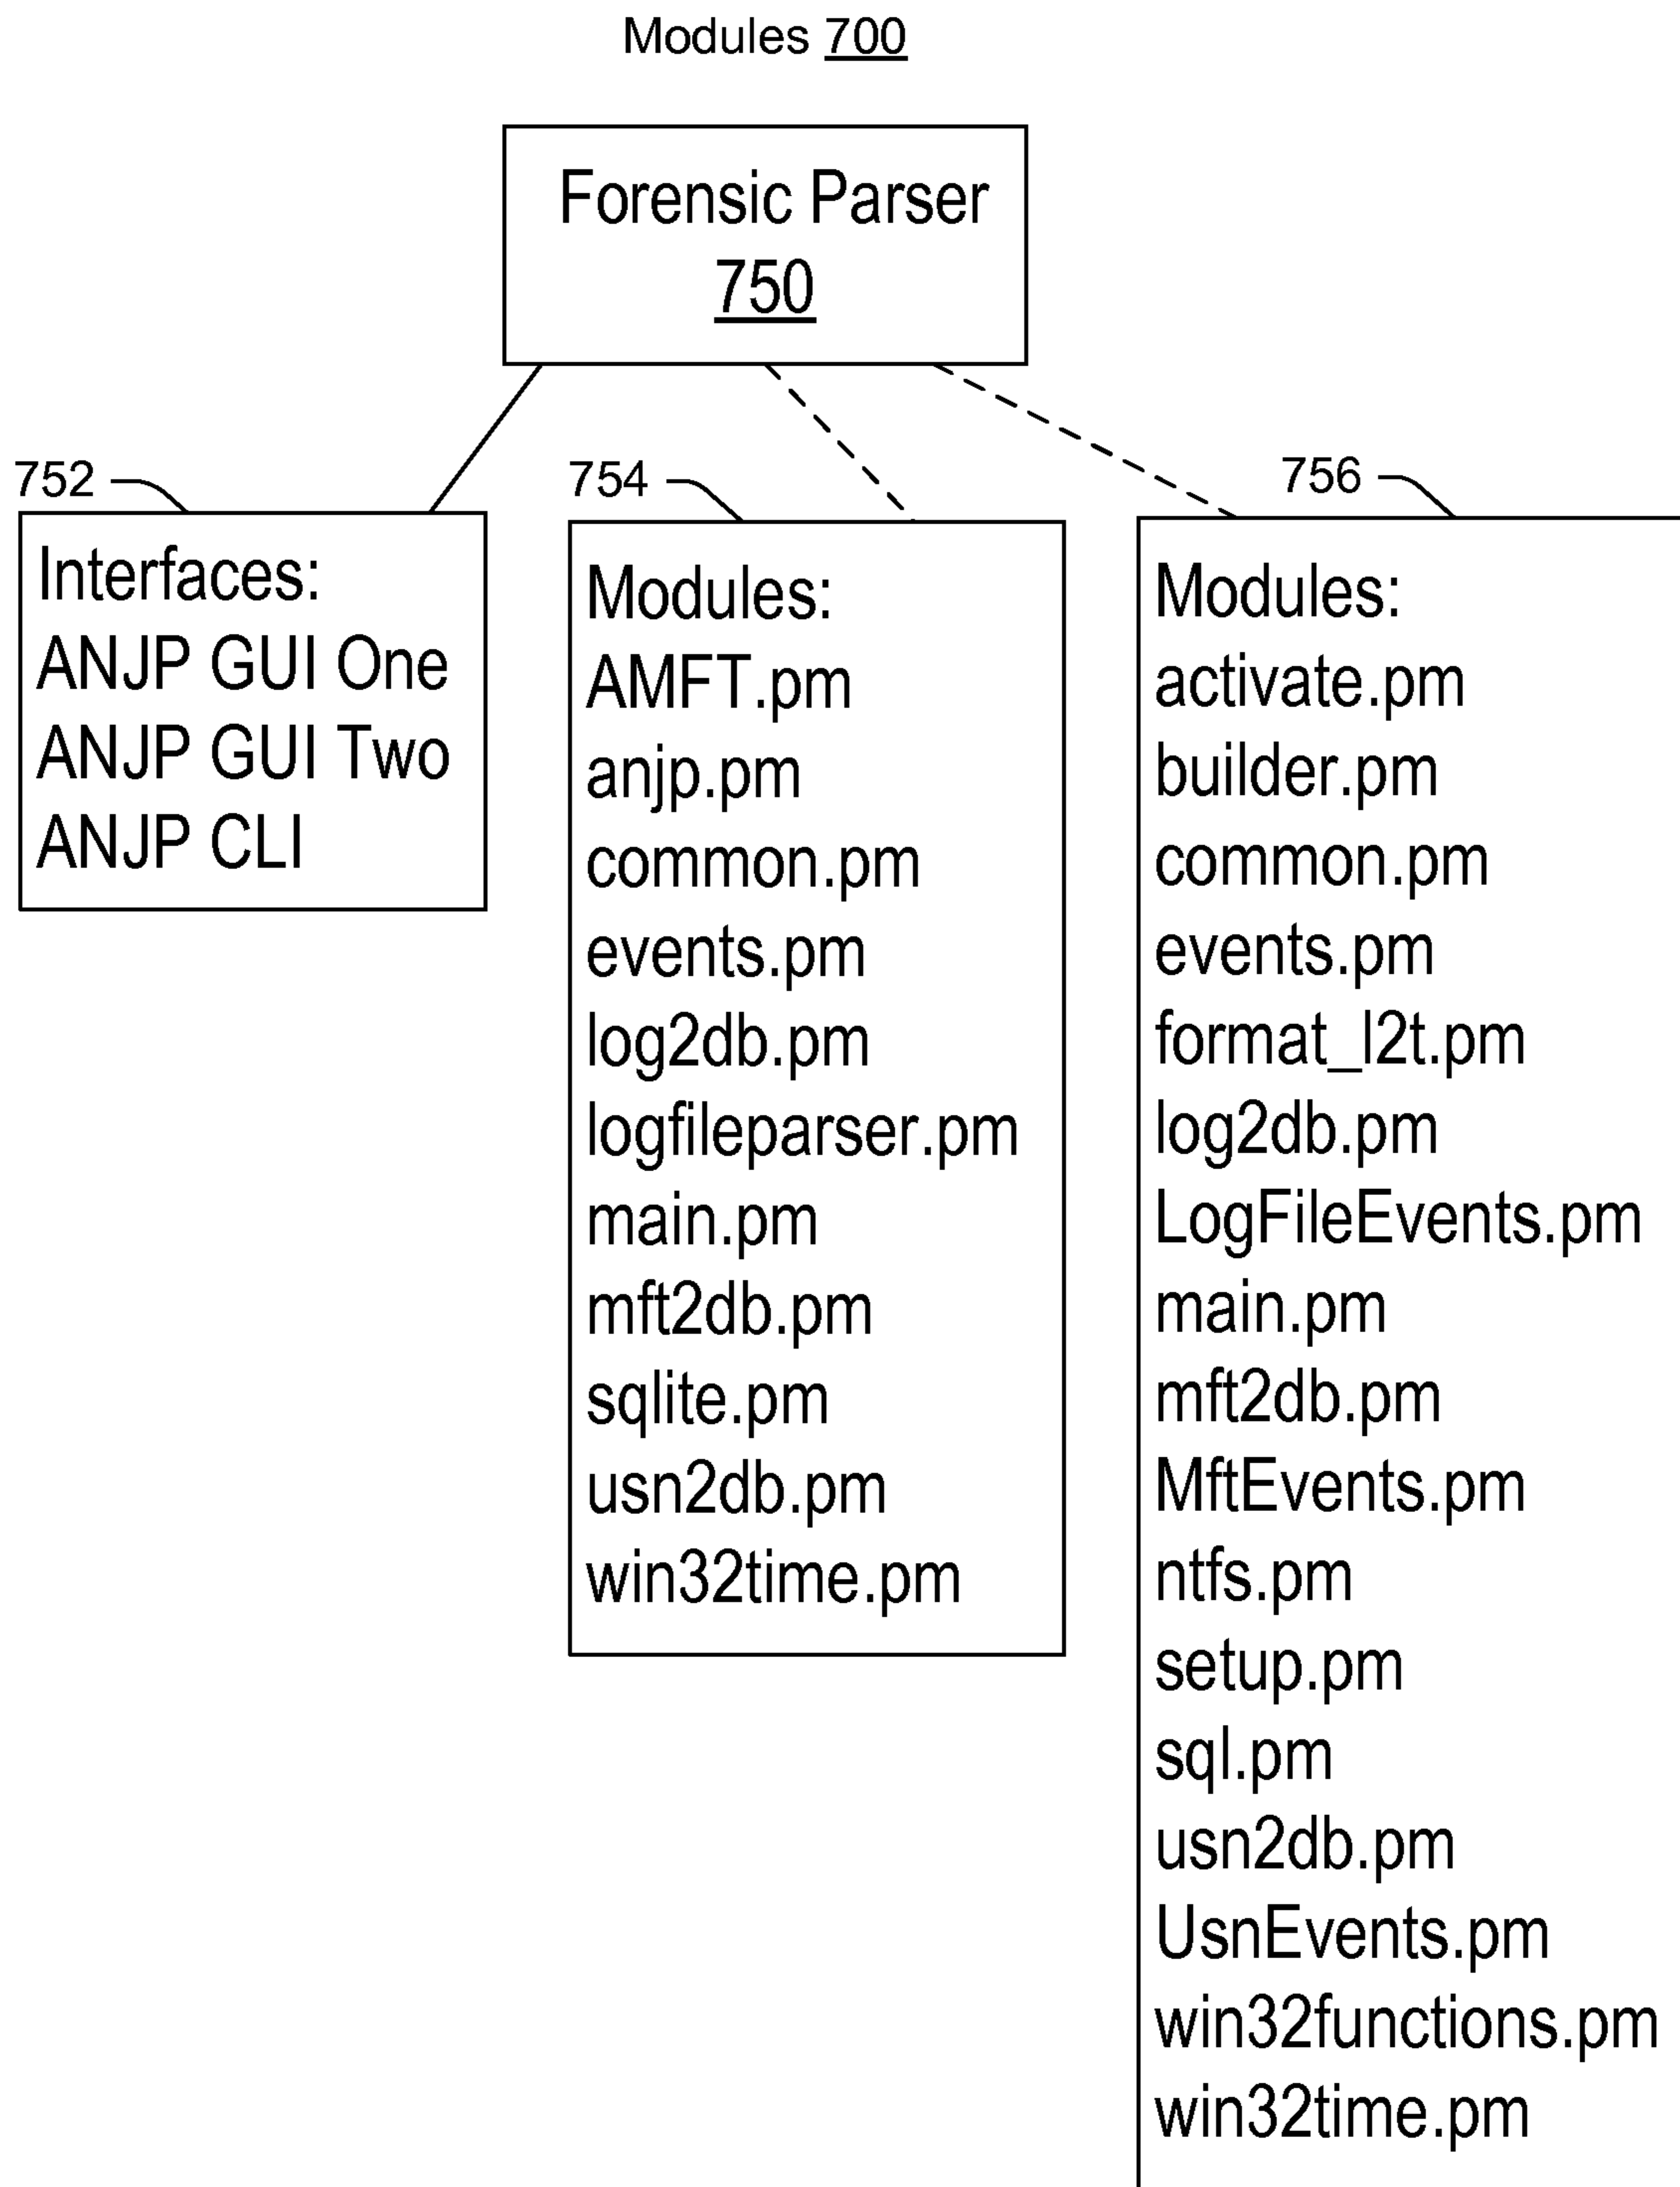 Modules 700
Forensic Parser
750
752
Interfaces:
ANJP GUI One
ANJP GUI Two
ANJP CLI
754
Modules:
AMFT.pm
anjp.pm
common.pm
events.pm
log2db.pm
logfileparser.pm
main.pm
mft2db.pm
sqlite.pm
usn2db.pm
win32time.pm
756
Modules:
activate.pm
builder.pm
common.pm
events.pm
format_l2t.pm
log2db.pm
LogFileEvents.pm
main.pm
mft2db.pm
MftEvents.pm
ntfs.pm
setup.pm
sql.pm
usn2db.pm
UsnEvents.pm
win32functions.pm
win32time.pm